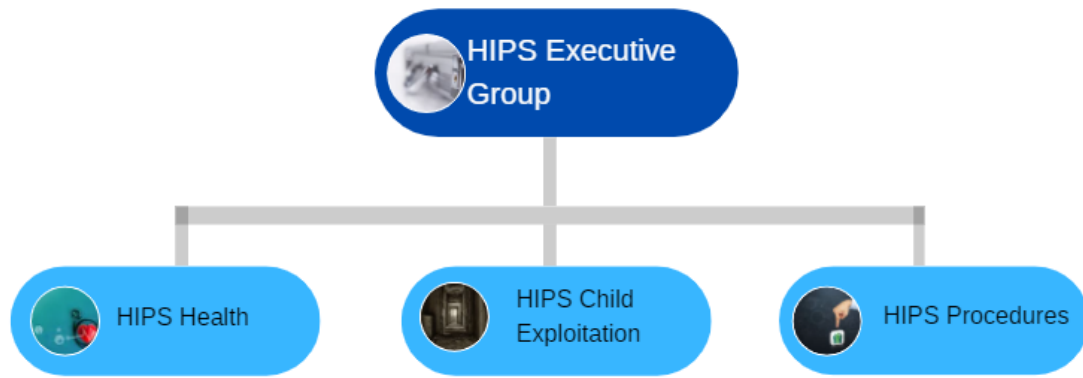 HIPS Executive
Group
HIPS Health
HIPS Child
Exploitation
HIPS Procedures